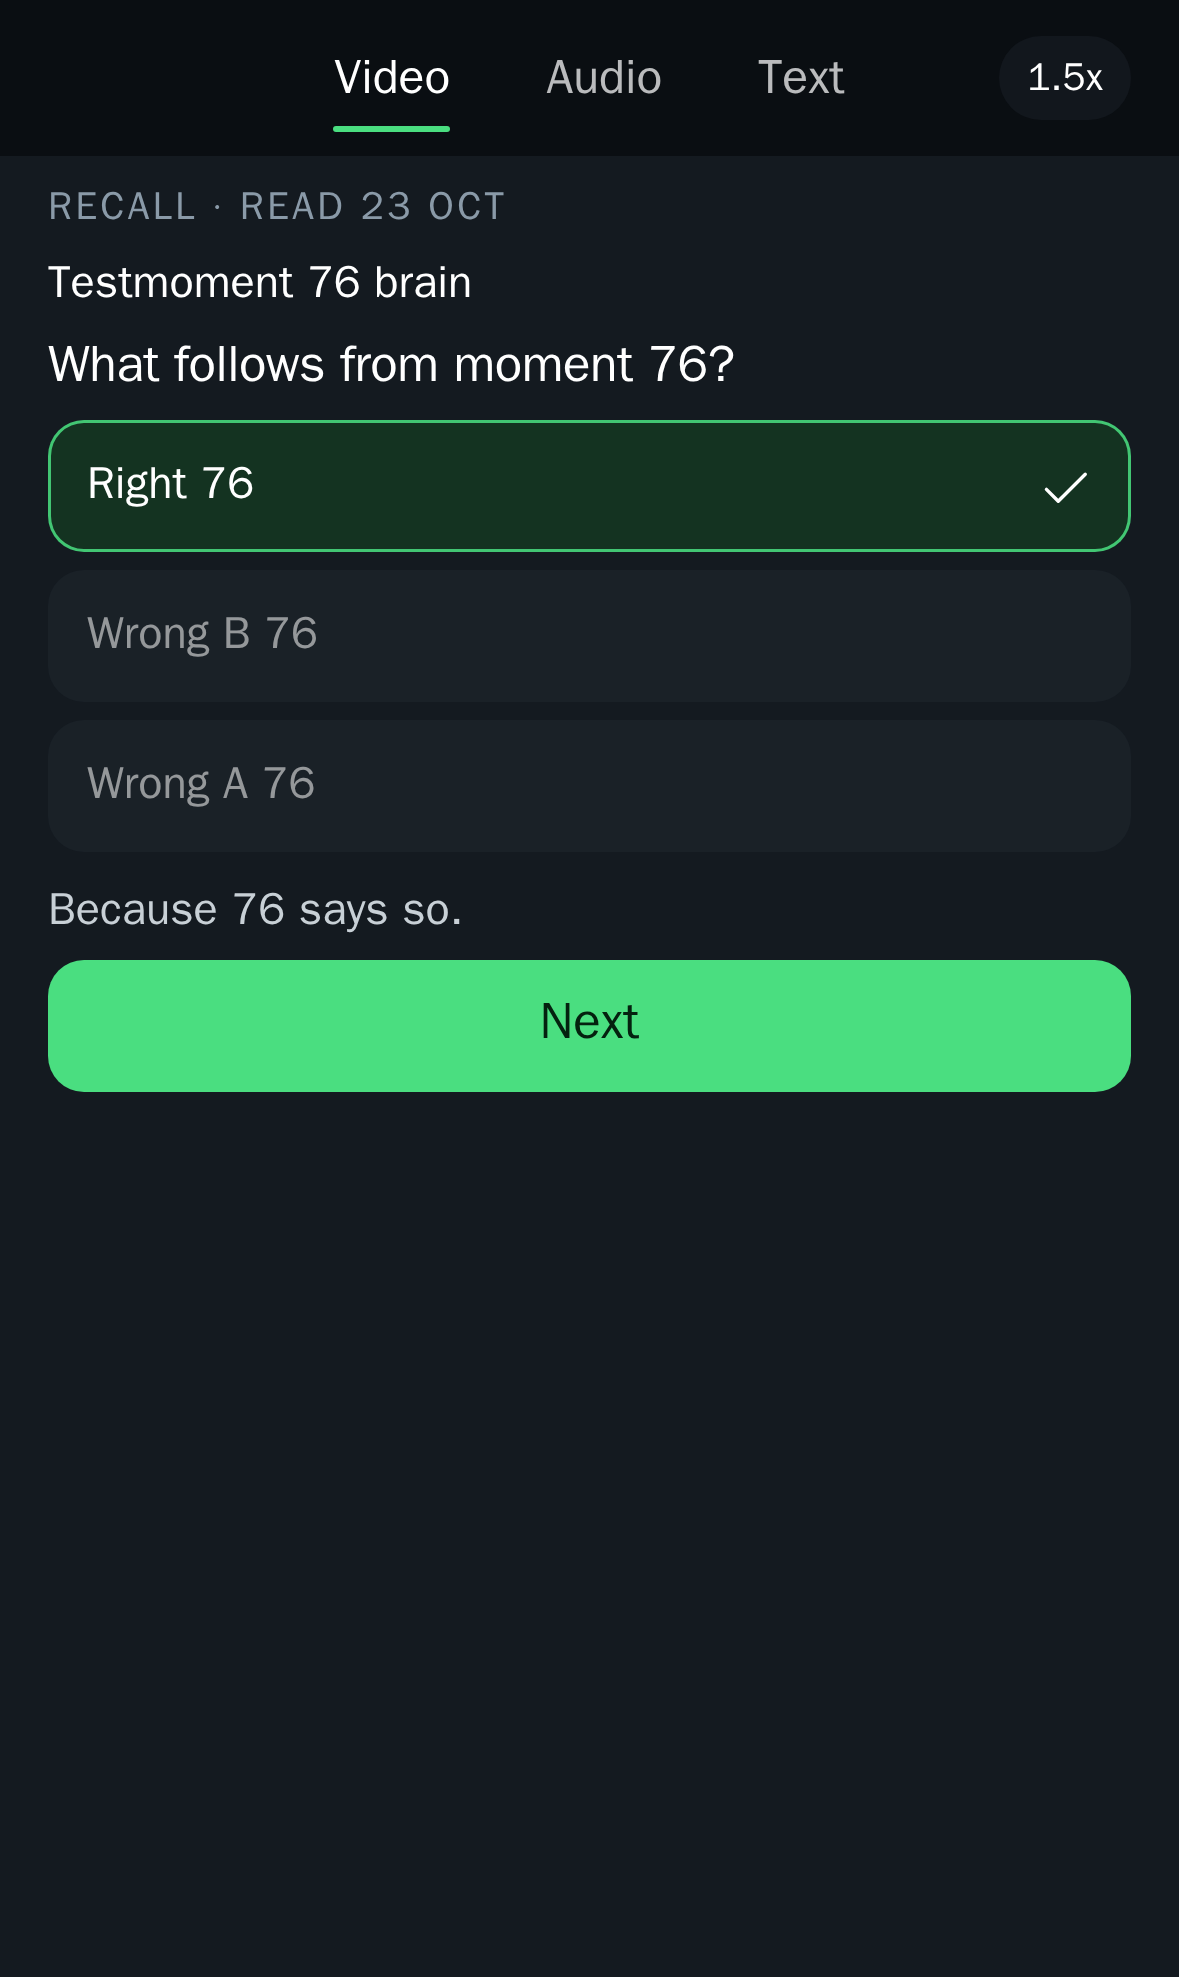 Video Audio Text 1.5x
RECALL · READ 23 OCT
Testmoment 76 brain
What follows from moment 76?
Right 76
Wrong B 76
Wrong A 76
Because 76 says so.
Next